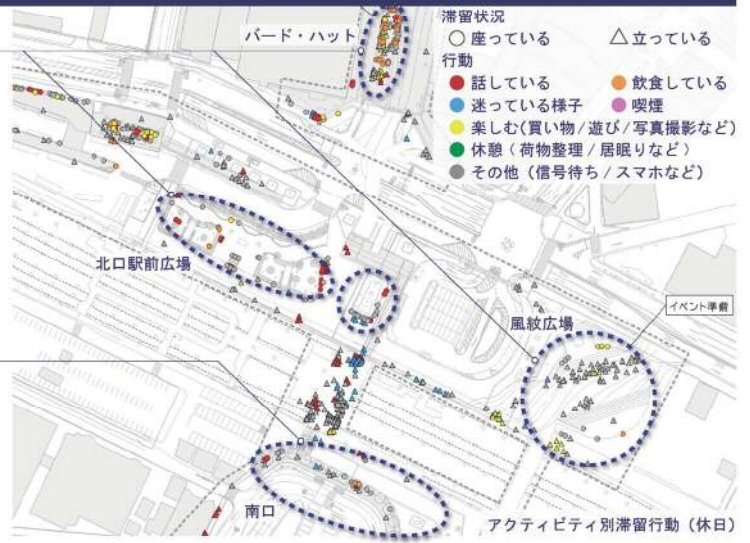 バード・ハット
滞留状況
○ 座っている △ 立っている
行動
話している
飲食している
迷っている様子
喫煙
楽しむ(買い物/遊び/写真撮影など)
休憩(荷物整理/居眠りなど)
その他(信号待ち/スマホなど)
北口駅前広場
風紋広場
イベント準備
南口
アクティビティ別滞留行動(休日)